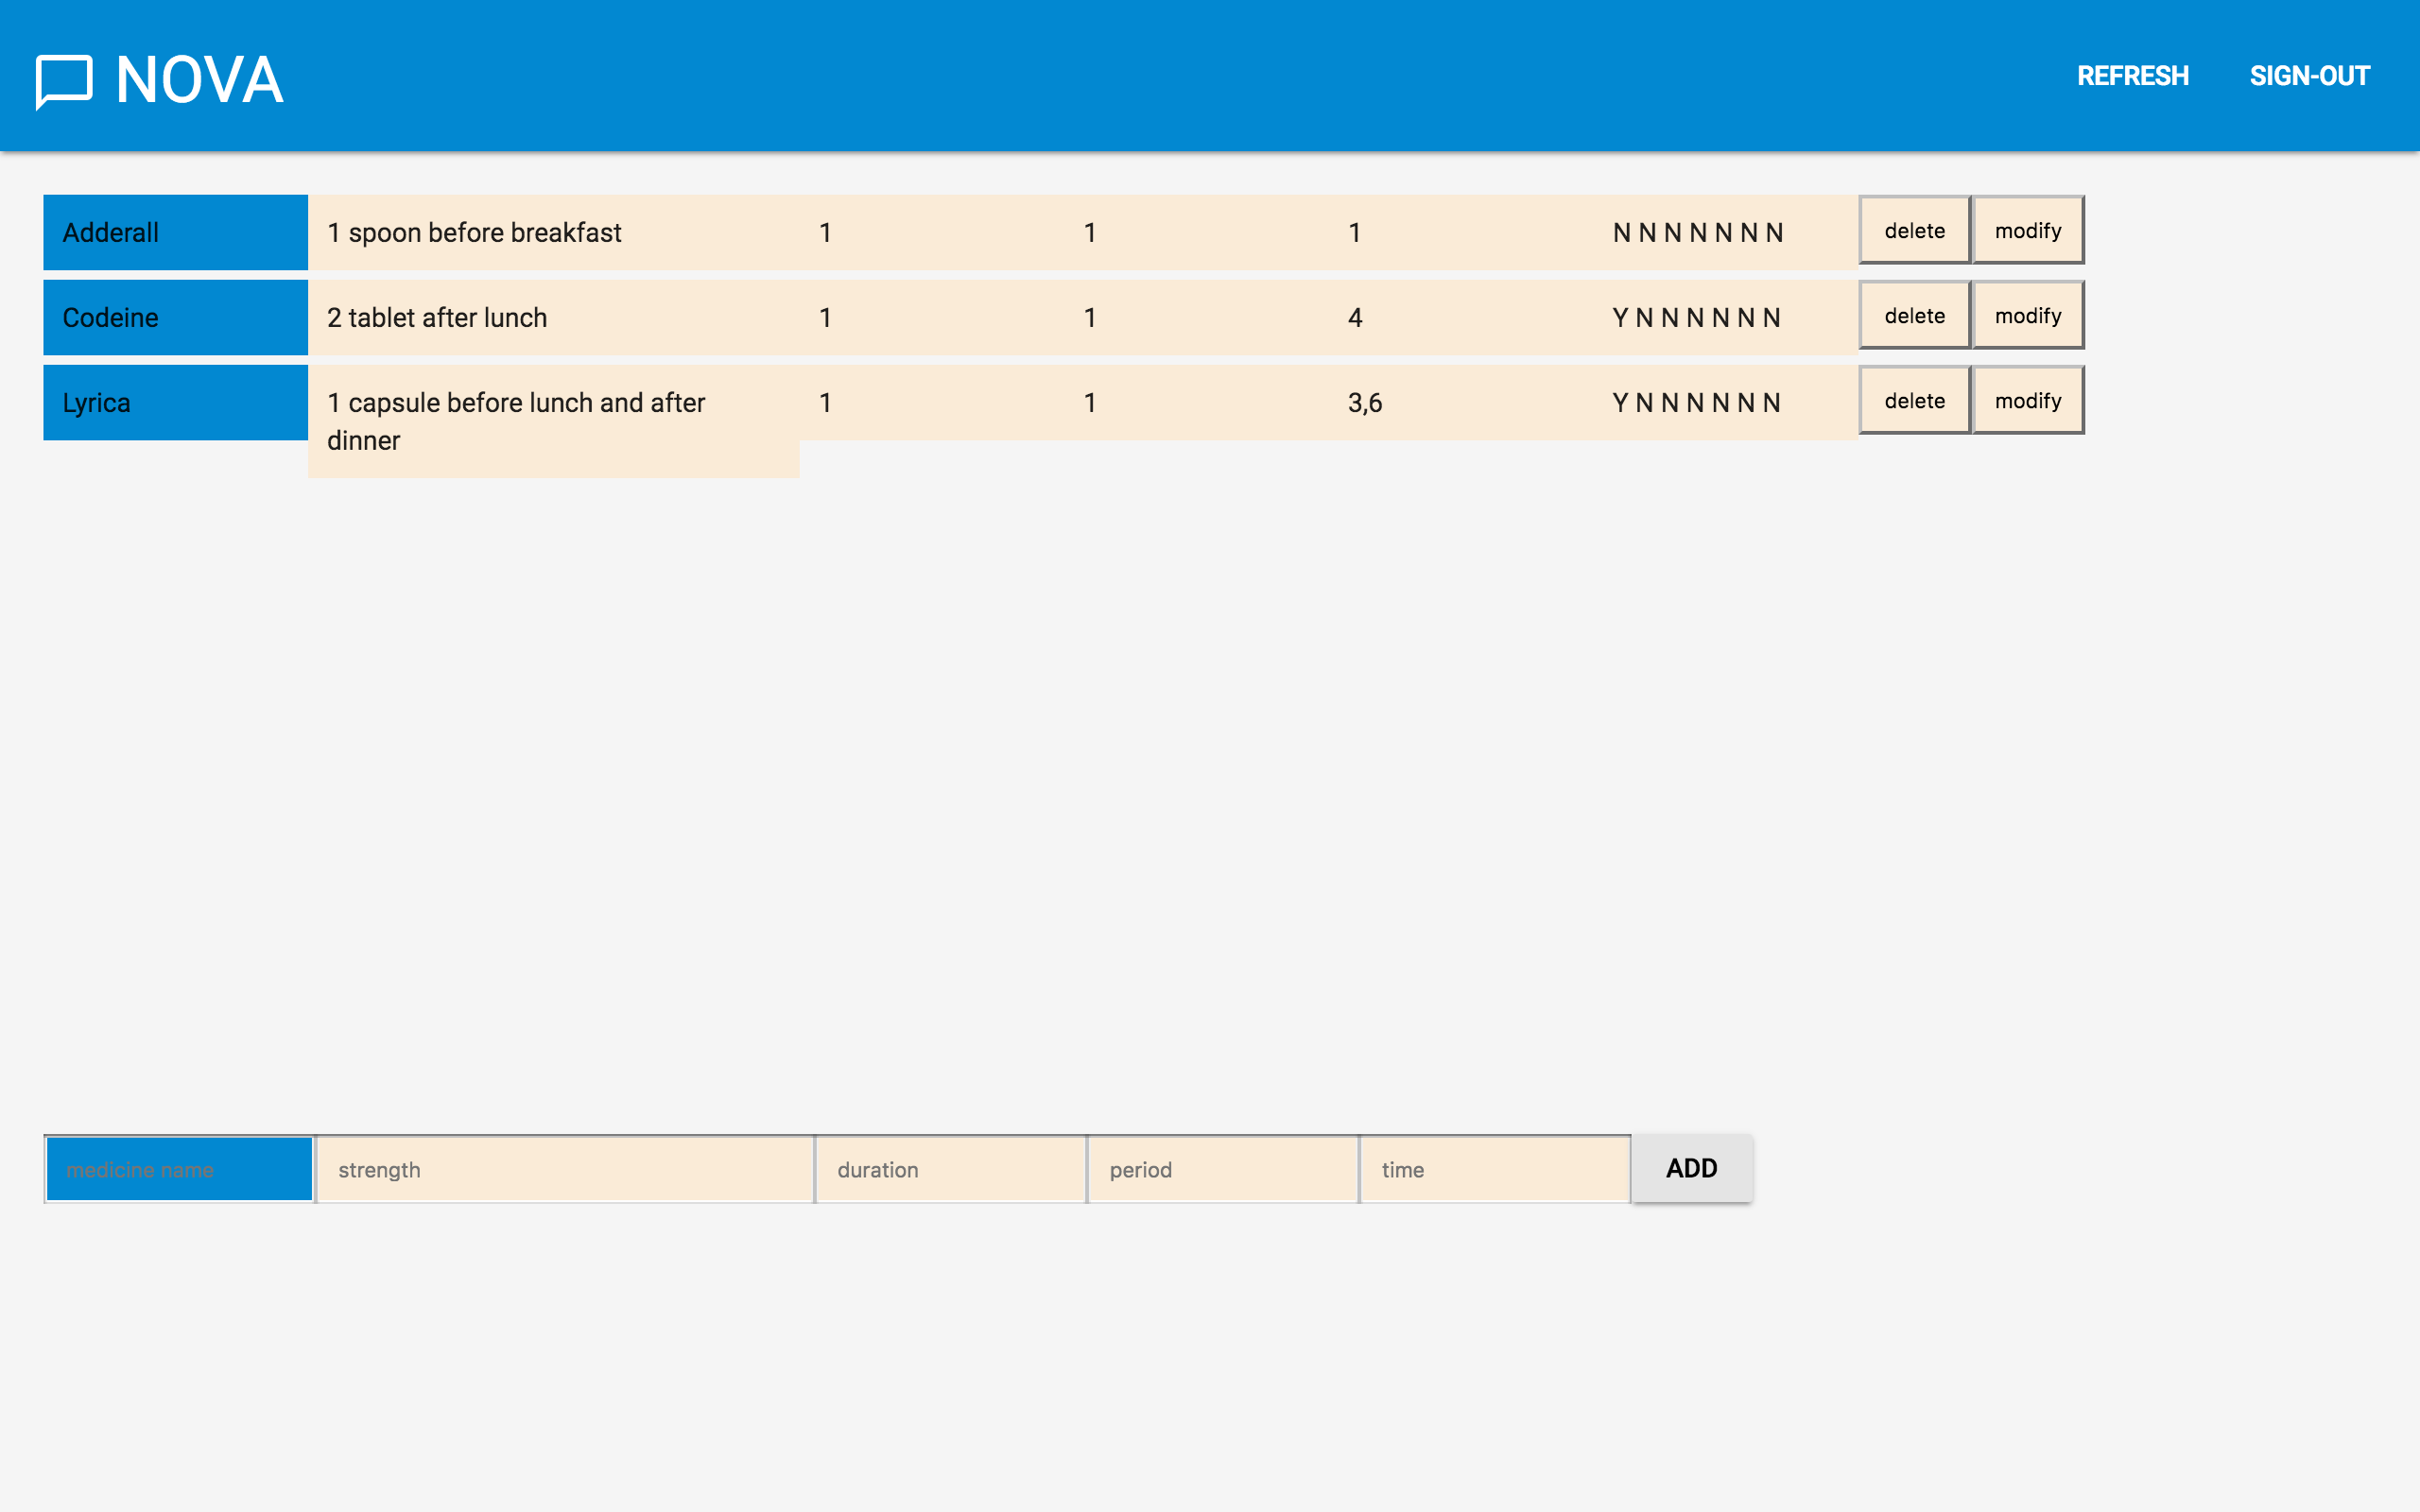 NOVA REFRESH SIGN-OUT
Adderall 1 spoon before breakfast 1 1 1 N N N N N N N delete modify
Codeine 2 tablet after lunch 1 1 4 Y N N N N N N delete modify
Lyrica 1 capsule before lunch and after 1 1 3,6 Y N N N N N N delete modify
dinner
medicine name strength duration period time ADD